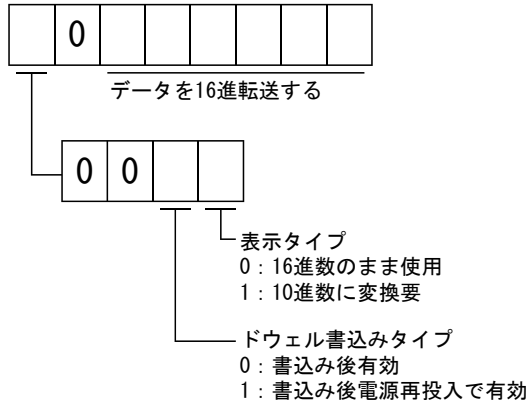 0
データを16進転送する
0 0
表示タイプ
0：16進数のまま使用
1：10進数に変換要
ドウェル書込みタイプ
0：書込み後有効
1：書込み後電源再投入で有効